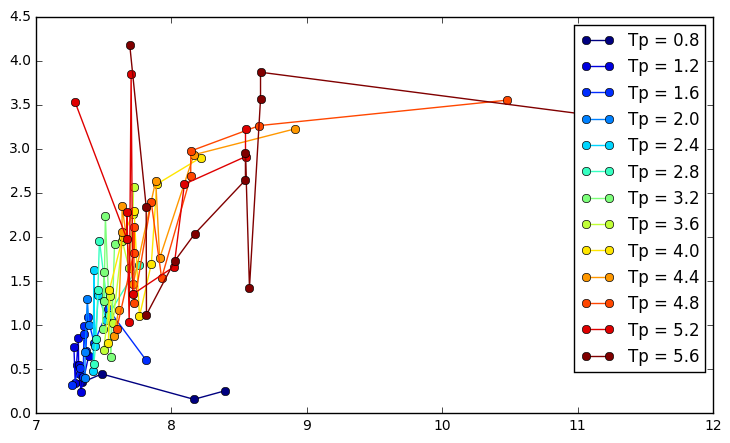 4.5
4.0
3.5
3.0
2.5
2.0
1.5
1.0
0.5
0.0
7
8
9
10
11
12
Tp = 0.8
Tp = 1.2
Tp = 1.6
Tp = 2.0
Tp = 2.4
Tp = 2.8
Tp = 3.2
Tp = 3.6
Tp = 4.0
Tp = 4.4
Tp = 4.8
Tp = 5.2
Tp = 5.6